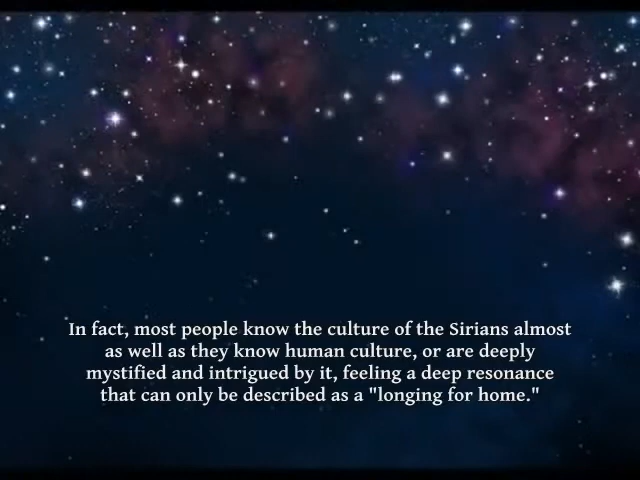 In fact, most people know the culture of the Sirians almost
as well as they know human culture, or are deeply
mystified and intrigued by it, feeling a deep resonance
that can only be described as a "longing for home."